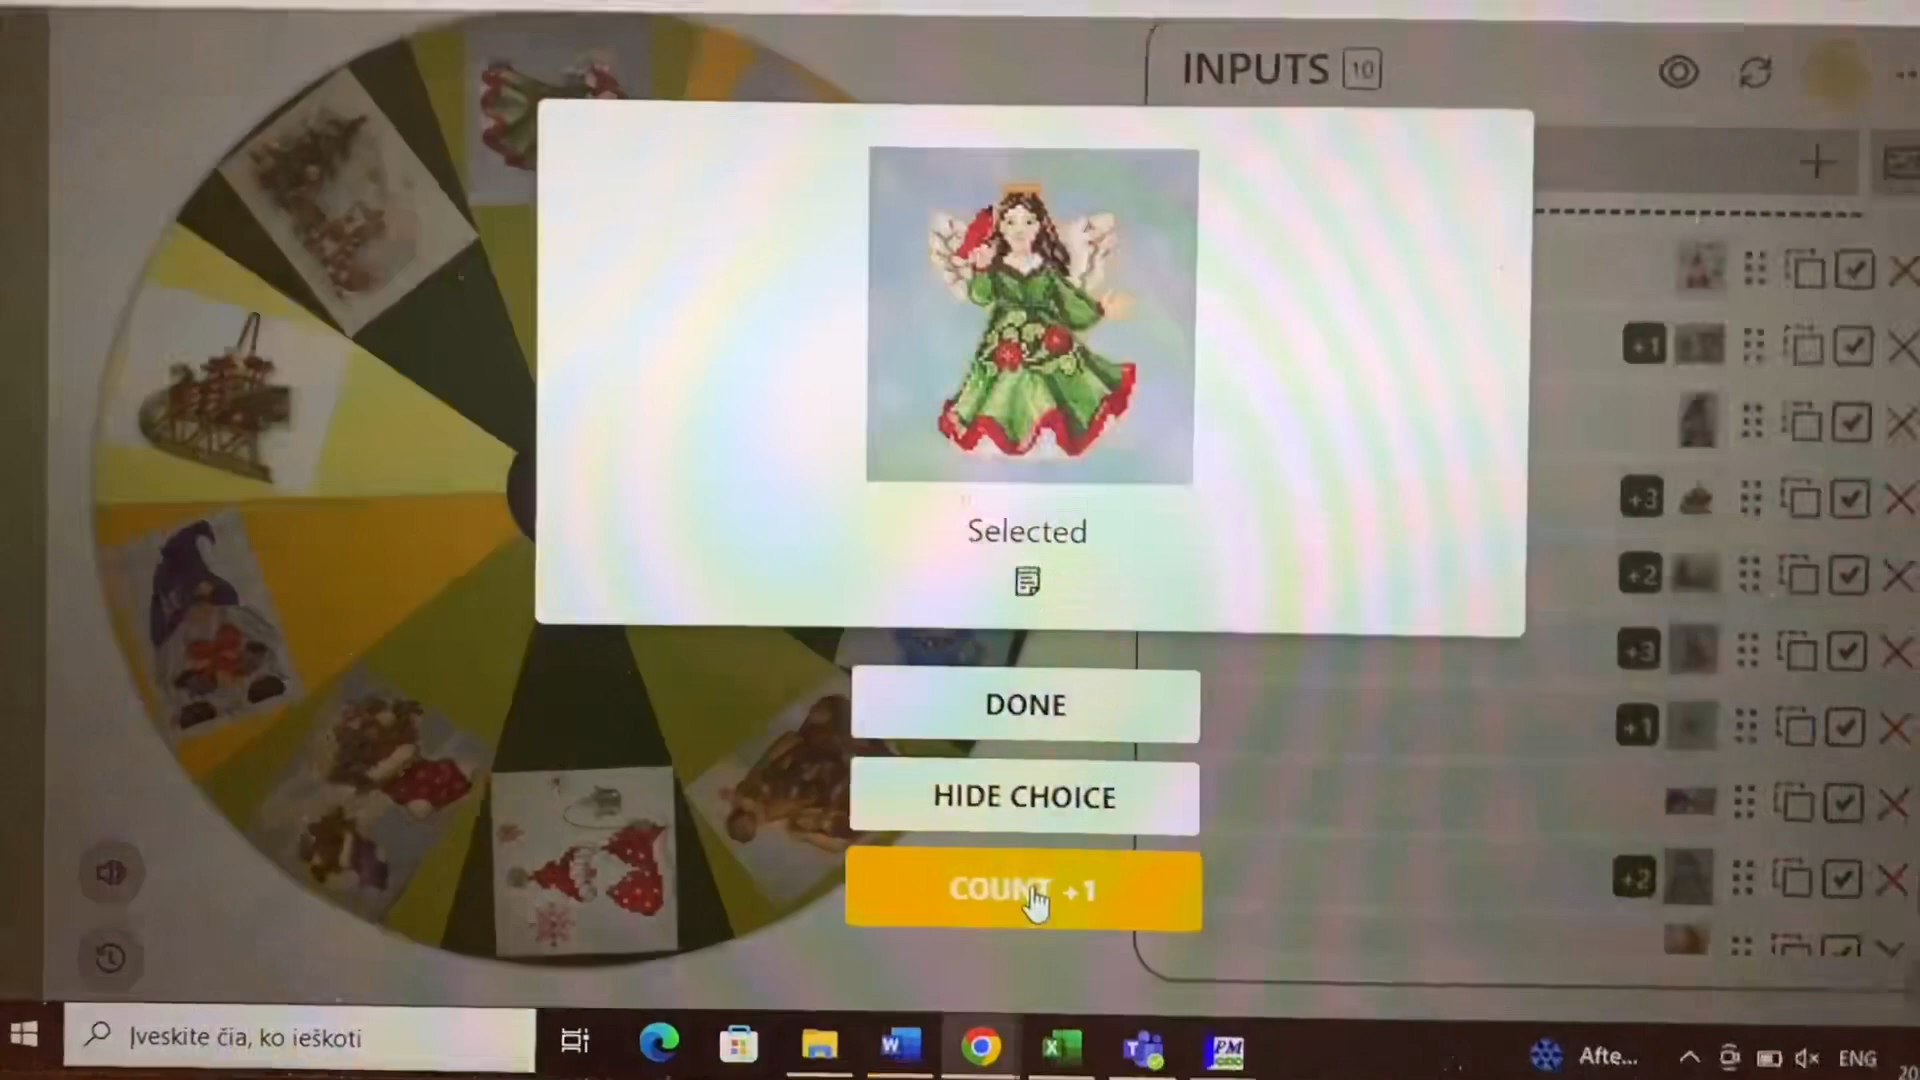 INPUTS 10
+1
+3
+2
+3
+1
+2
Selected
DONE
HIDE CHOICE
COUNT +1
Įveskite čia, ko ieškoti
Afte...
ENG
20